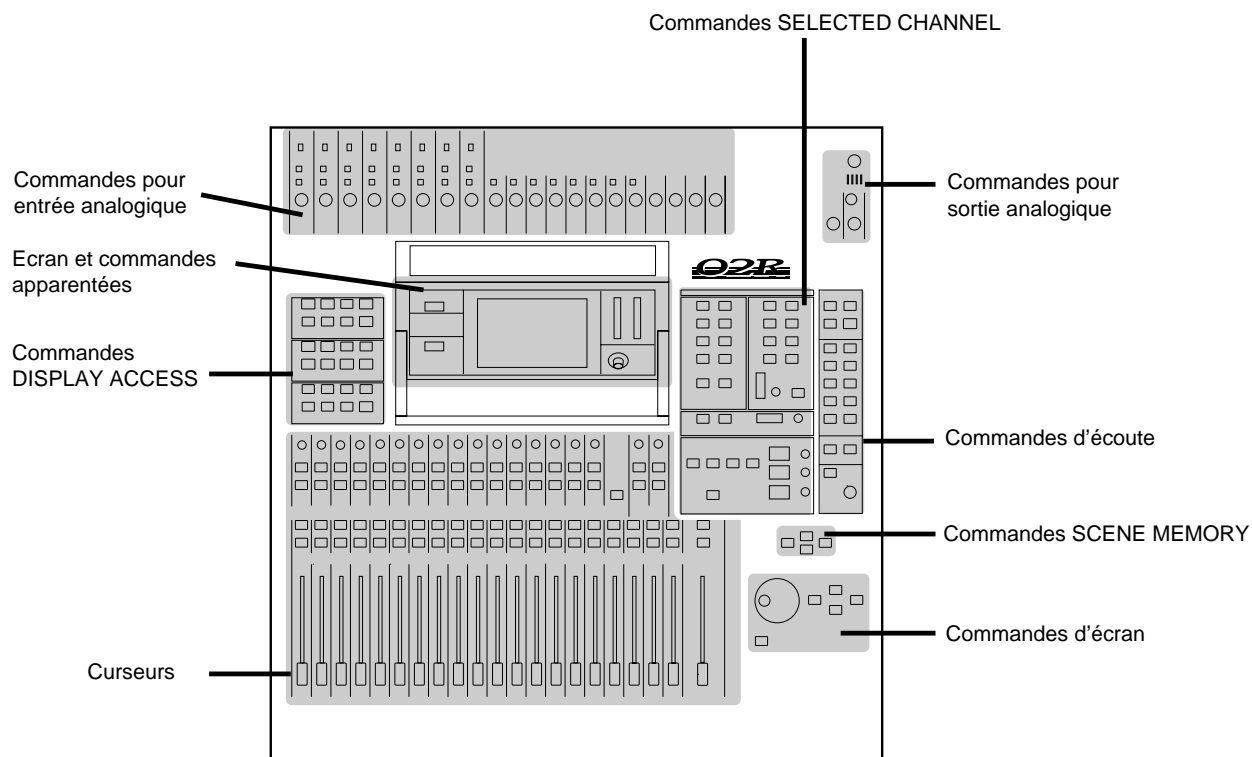 Commandes SELECTED CHANNEL
Commandes pour
entrée analogique
Commandes pour
sortie analogique
Ecran et commandes
apparentées
02R
Commandes
DISPLAY ACCESS
Commandes d'écoute
Commandes SCENE MEMORY
Commandes d'écran
Curseurs